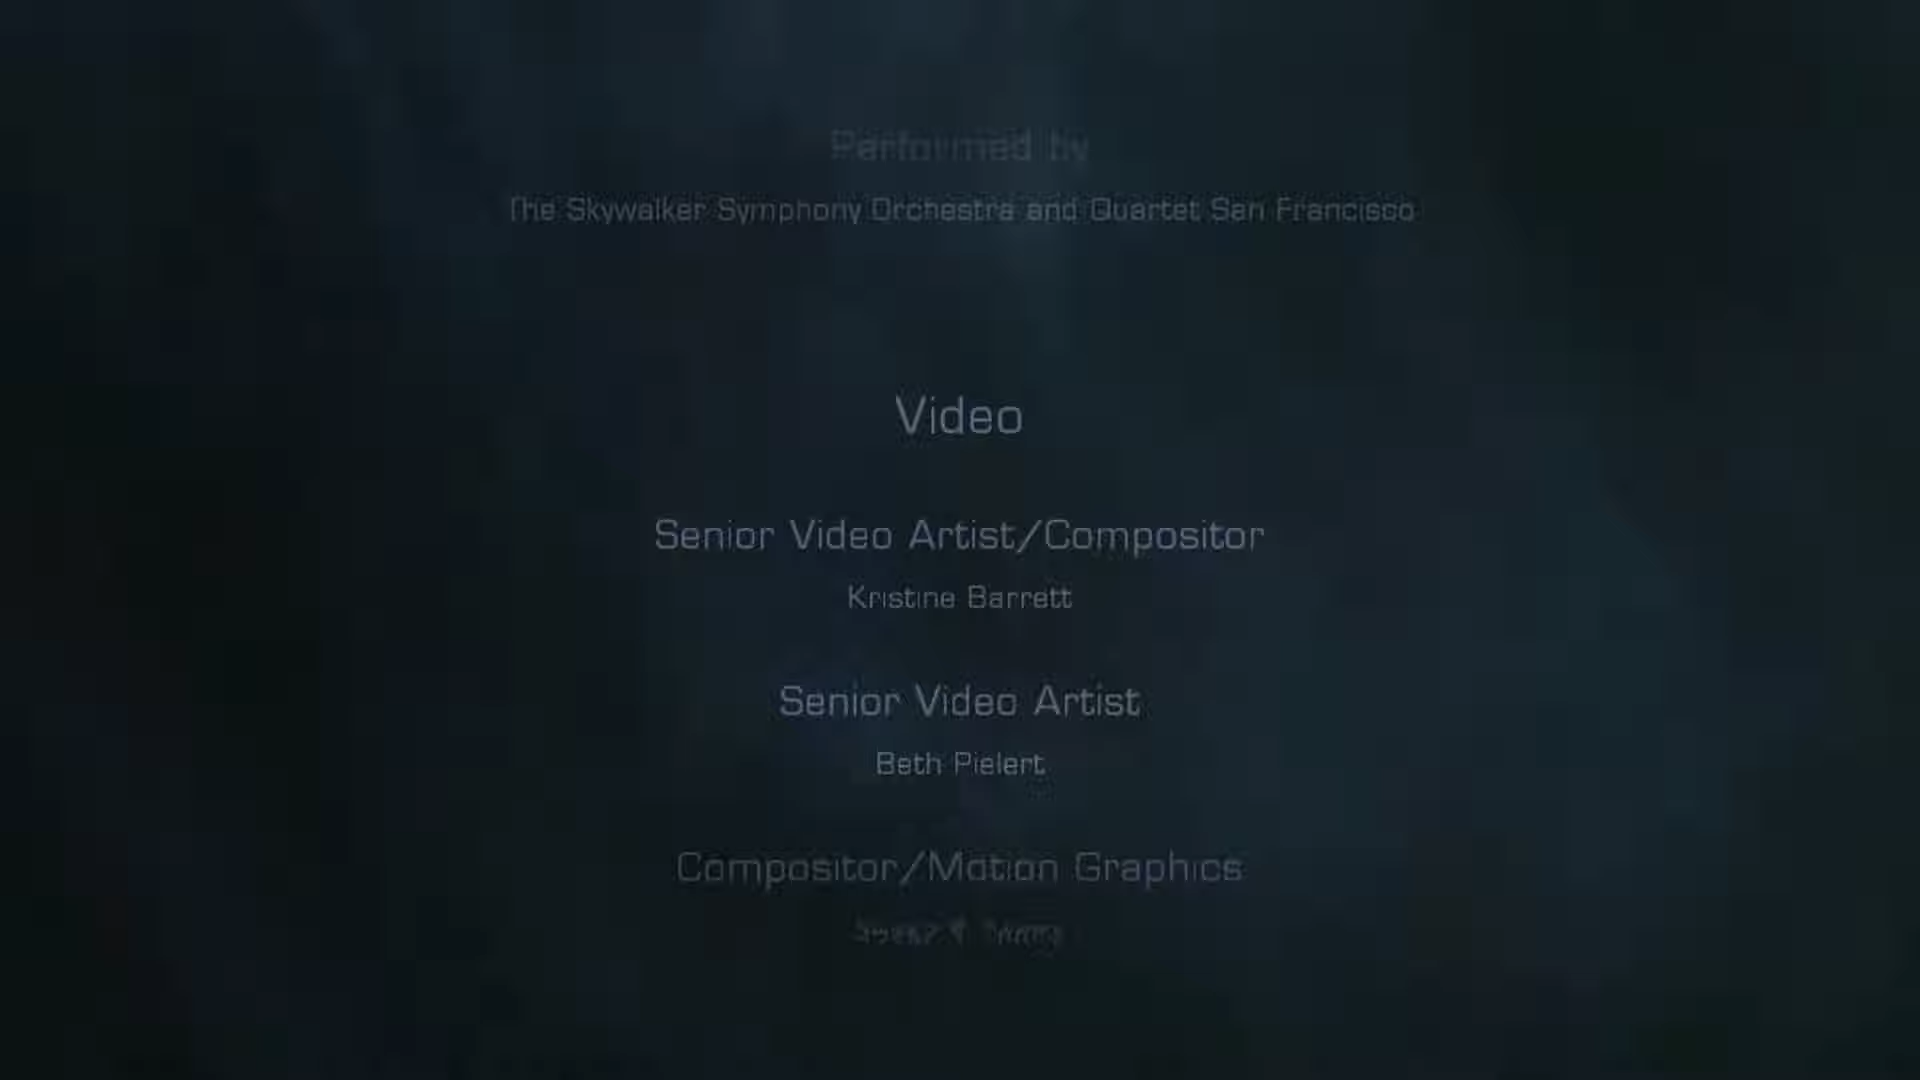 Performed by
The Skywalker Symphony Orchestra and Quartet San Francisco
Video
Senior Video Artist/Compositor
Kristine Barrett
Senior Video Artist
Beth Pielert
Compositor/Motion Graphics